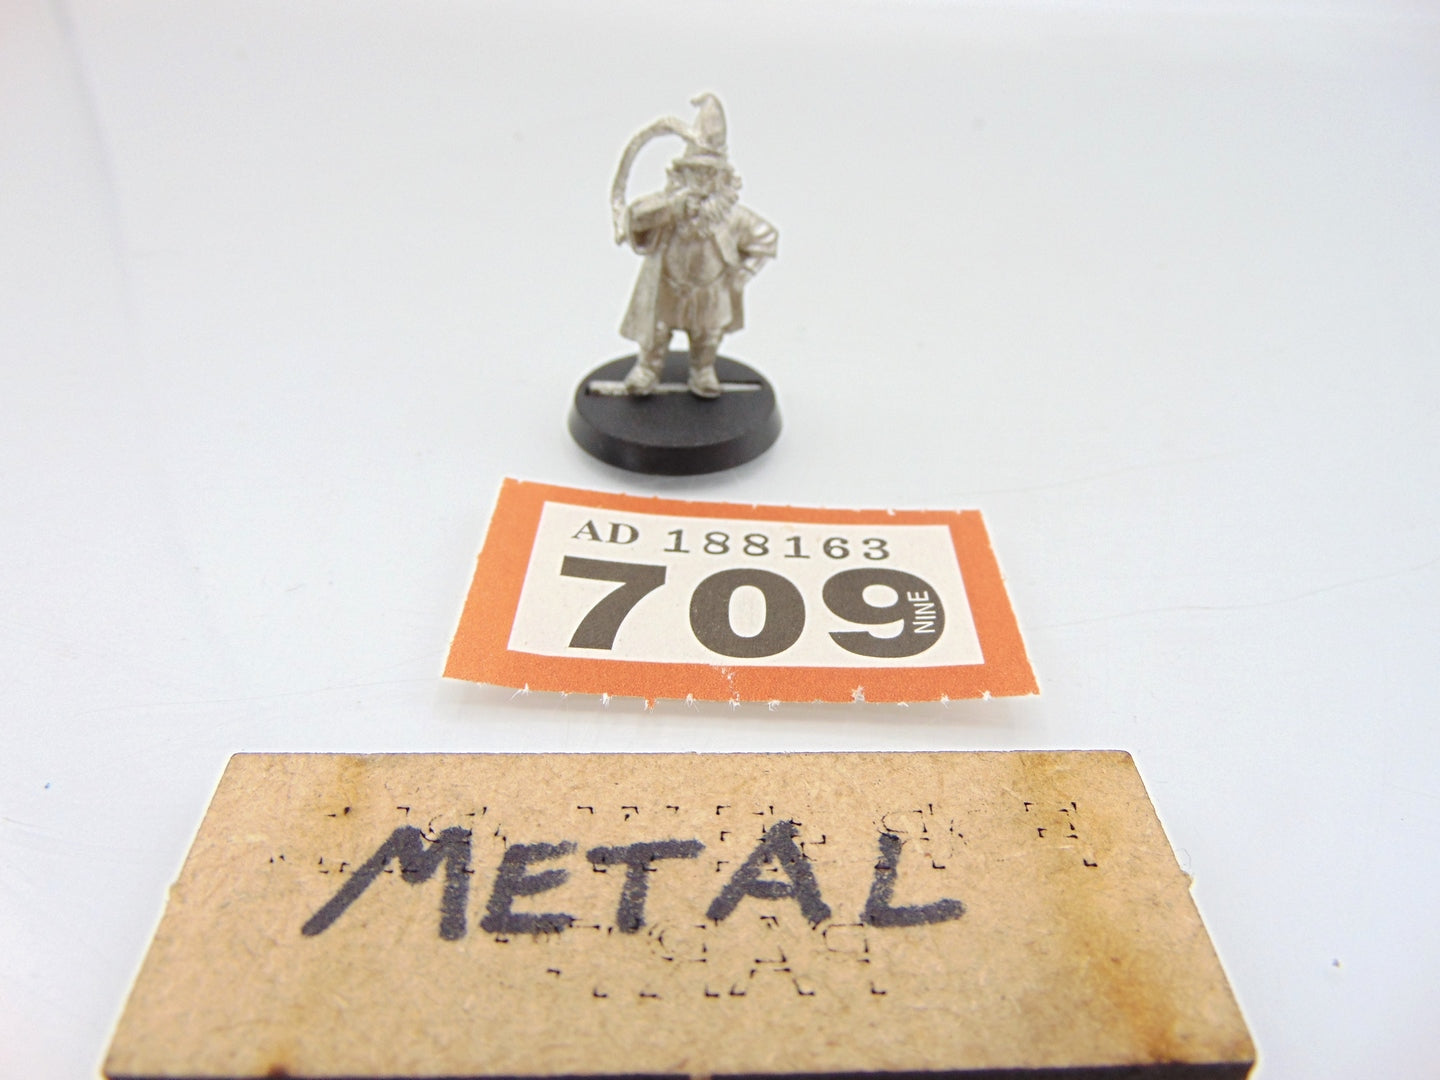 AD 188163
709
NINE
METAL